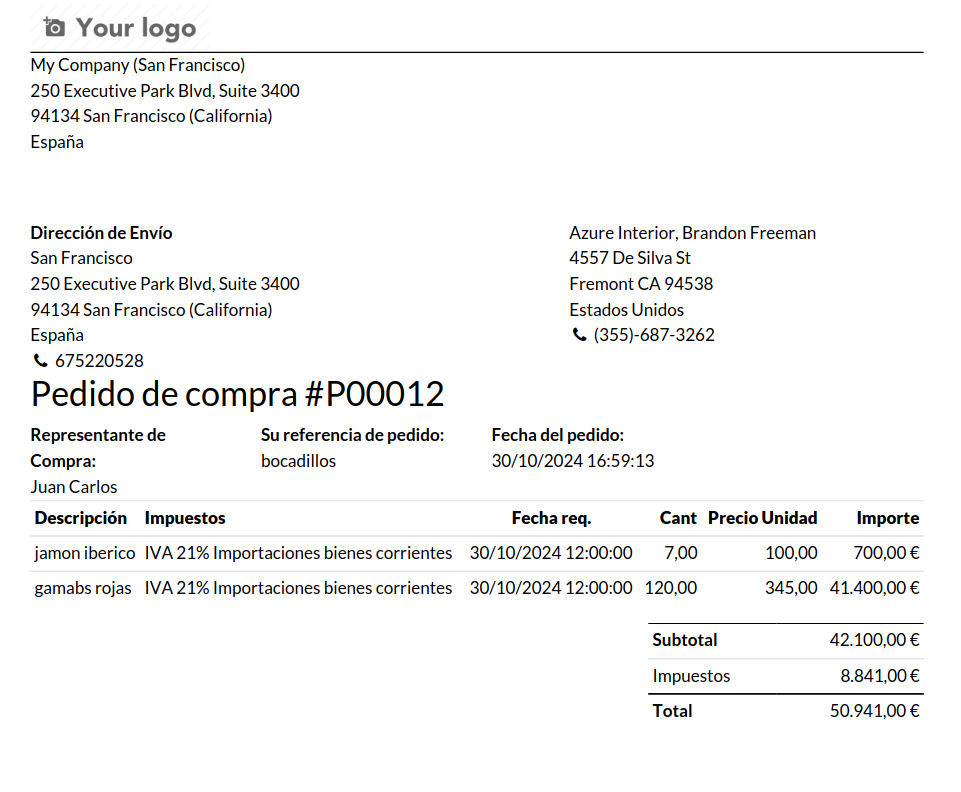 Your logo
My Company (San Francisco)
250 Executive Park Blvd, Suite 3400
94134 San Francisco (California)
España
Dirección de Envío
San Francisco
250 Executive Park Blvd, Suite 3400
94134 San Francisco (California)
España
675220528
Azure Interior, Brandon Freeman
4557 De Silva St
Fremont CA 94538
Estados Unidos
(355)-687-3262
Pedido de compra #P00012
Representante de
Compra:
Juan Carlos
Su referencia de pedido:
bocadillos
Fecha del pedido:
30/10/2024 16:59:13
Descripción Impuestos Fecha req. Cant Precio Unidad Importe
jamon iberico IVA 21% Importaciones bienes corrientes 30/10/2024 12:00:00 7,00 100,00 700,00 €
gamabs rojas IVA 21% Importaciones bienes corrientes 30/10/2024 12:00:00 120,00 345,00 41.400,00 €
Subtotal 42.100,00 €
Impuestos 8.841,00 €
Total 50.941,00 €